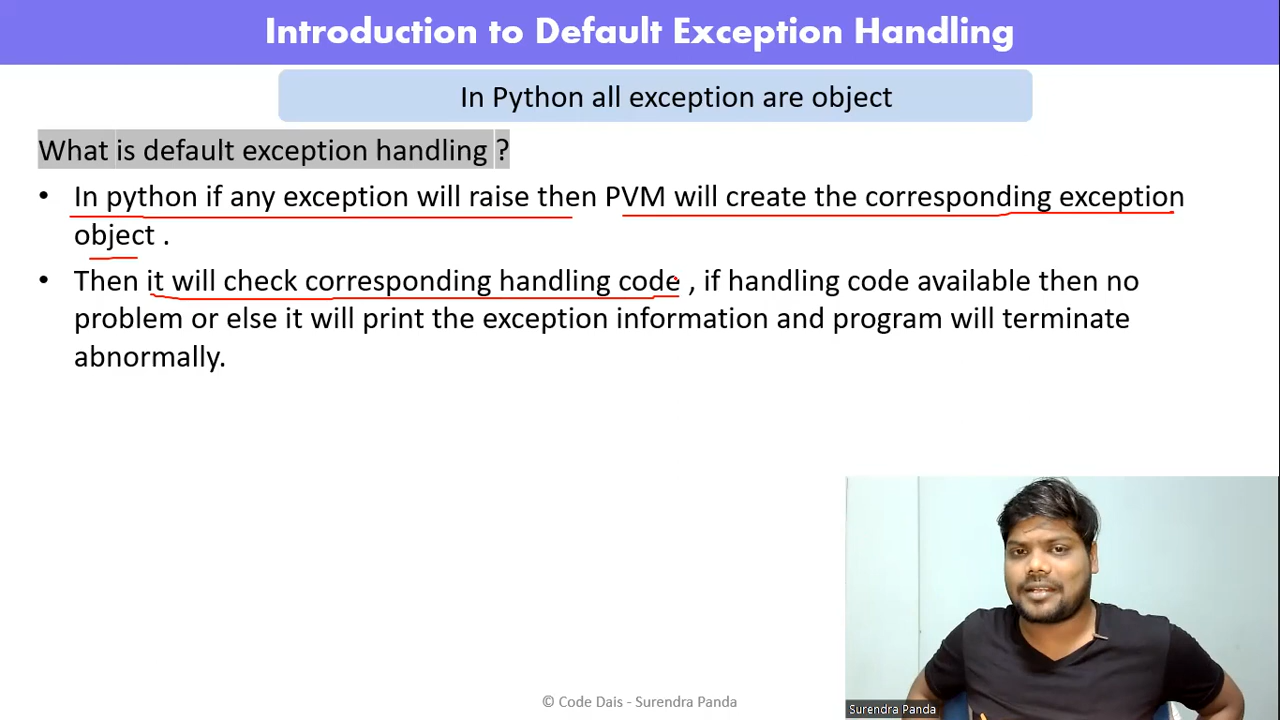 Introduction to Default Exception Handling
In Python all exception are object
What is default exception handling ?
• In python if any exception will raise then PVM will create the corresponding exception
object .
• Then it will check corresponding handling code , if handling code available then no
problem or else it will print the exception information and program will terminate
abnormally.
© Code Dais - Surendra Panda
Surendra Panda